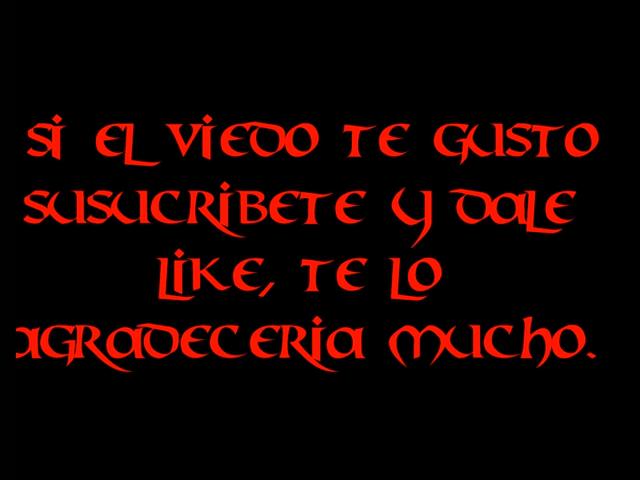 Si el viedo te gusto
susucribete y dale
like, te lo
agradeceria mucho.